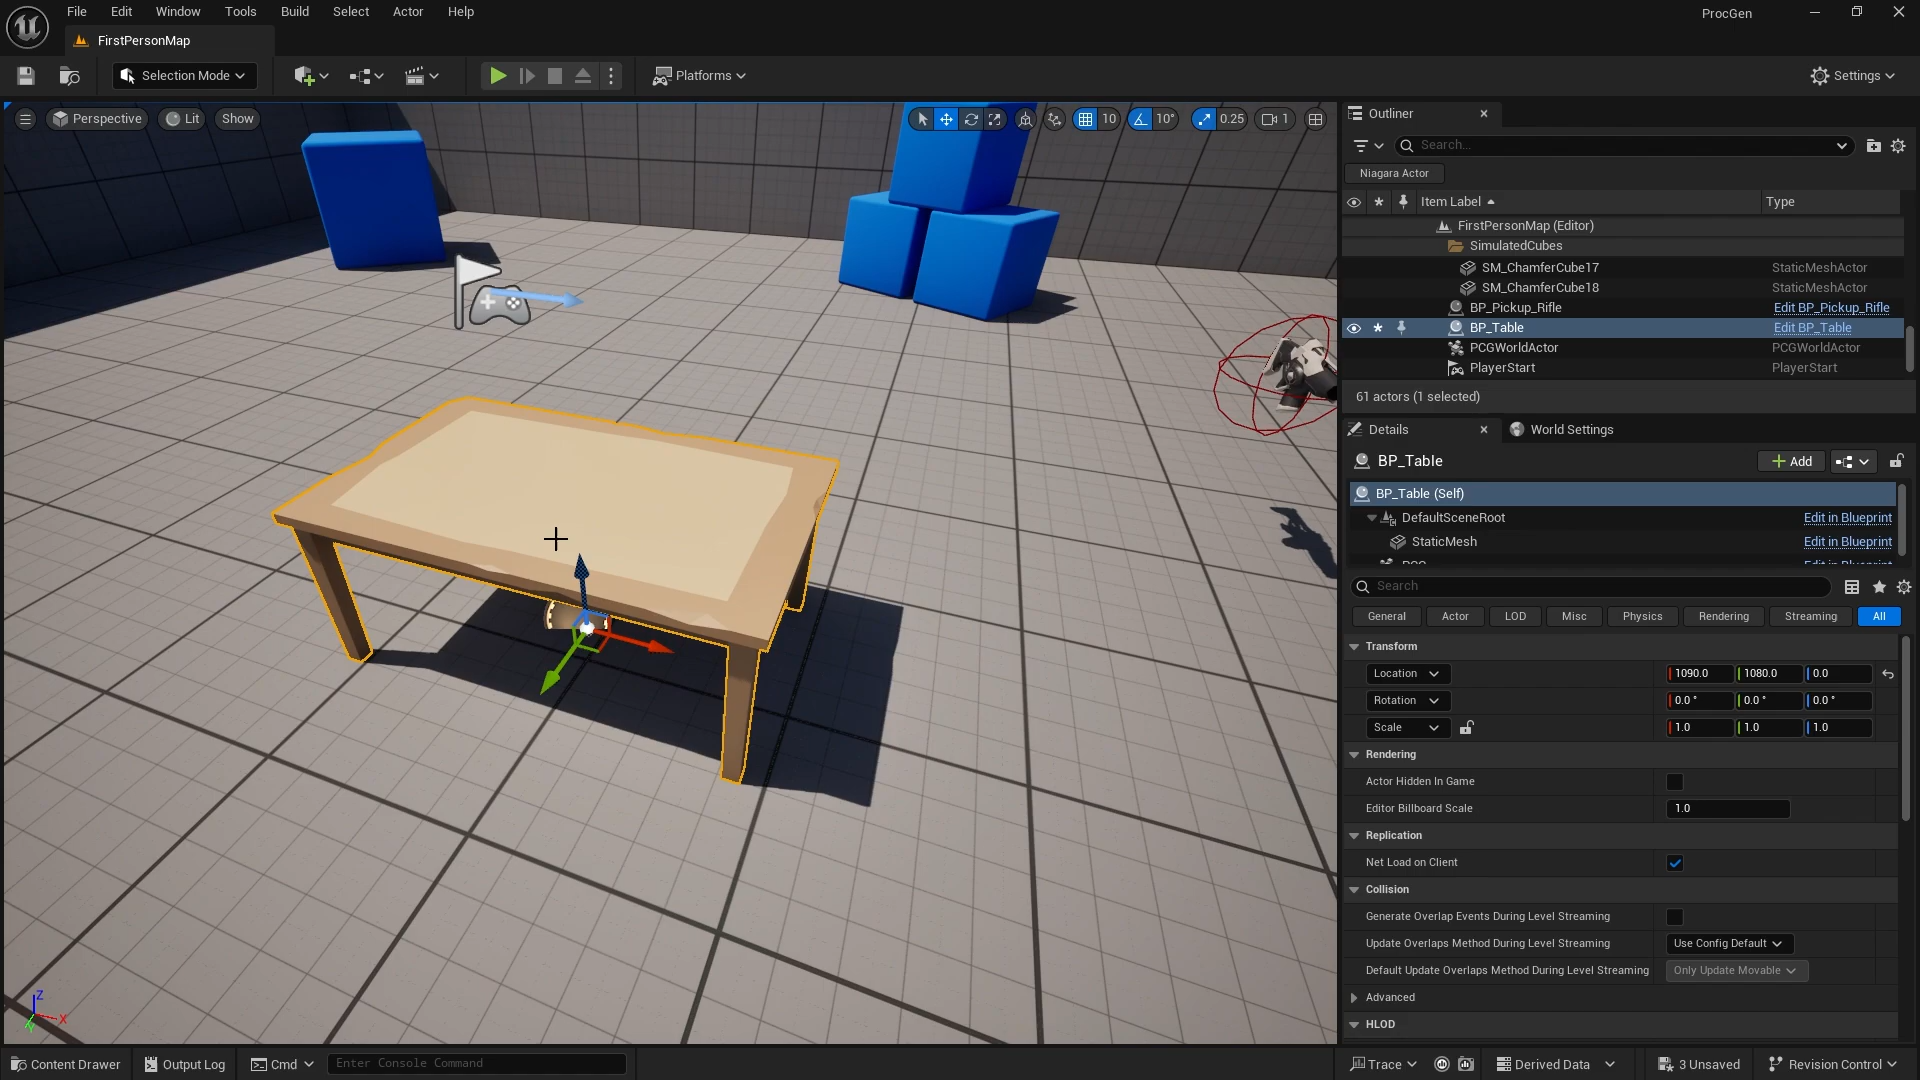 File Edit Window Tools Build Select Actor Help
ProcGen
FirstPersonMap
Selection Mode
Platforms
Settings
Perspective Lit Show
10 10° 0.25 1
Outliner
Search...
Niagara Actor
Item Label Type
FirstPersonMap (Editor)
SimulatedCubes
SM_ChamferCube17 StaticMeshActor
SM_ChamferCube18 StaticMeshActor
BP_Pickup_Rifle Edit BP_Pickup_Rifle
BP_Table Edit BP_Table
PCGWorldActor PCGWorldActor
PlayerStart PlayerStart
61 actors (1 selected)
Details World Settings
BP_Table
Add
BP_Table (Self)
DefaultSceneRoot Edit in Blueprint
StaticMesh Edit in Blueprint
PCG Edit in Blueprint
Search
General Actor LOD Misc Physics Rendering Streaming All
Transform
Location 1090.0 1080.0 0.0
Rotation 0.0 ° 0.0 ° 0.0 °
Scale 1.0 1.0 1.0
Rendering
Actor Hidden In Game
Editor Billboard Scale 1.0
Replication
Net Load on Client
Collision
Generate Overlap Events During Level Streaming
Update Overlaps Method During Level Streaming Use Config Default
Default Update Overlaps Method During Level Streaming Only Update Movable
Advanced
HLOD
Z
X
Y
Content Drawer Output Log Cmd Enter Console Command
Trace Derived Data 3 Unsaved Revision Control